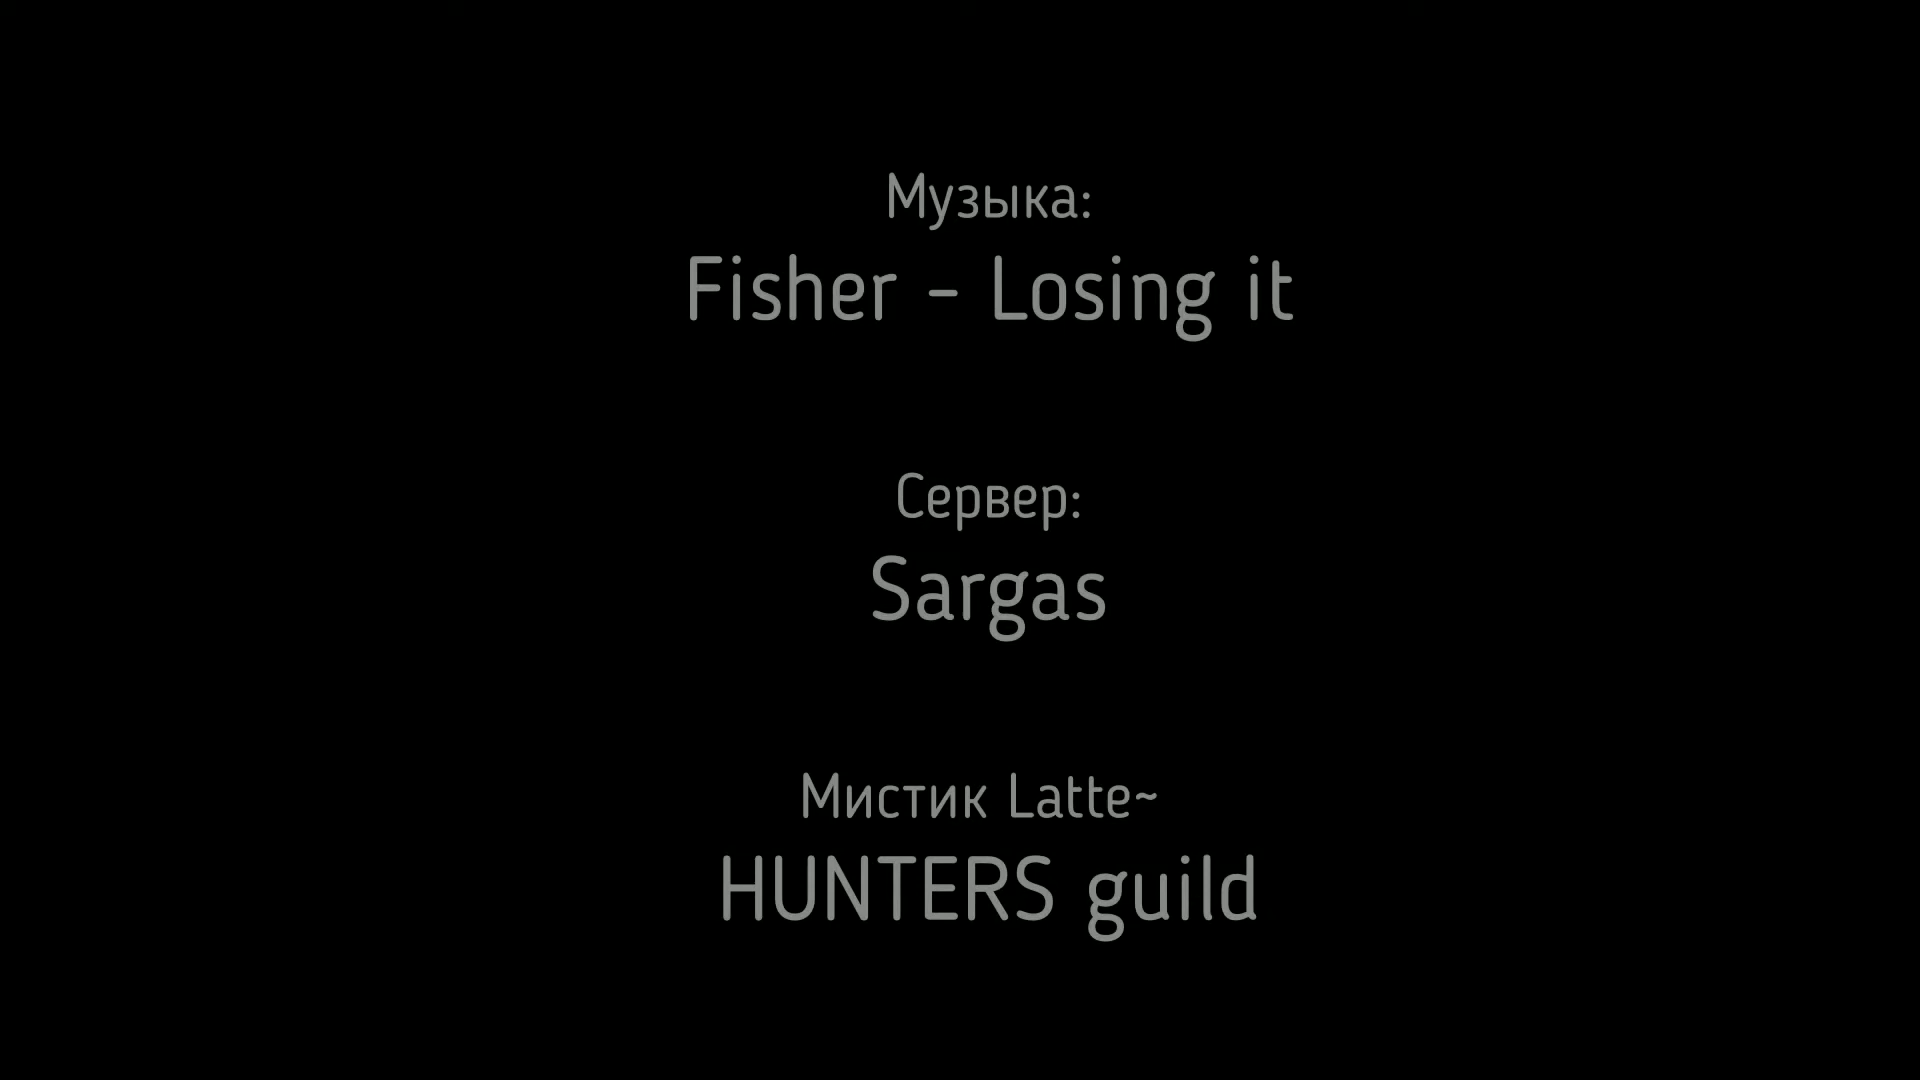 Музыка:
Fisher - Losing it
Сервер:
Sargas
Мистик Latte~
HUNTERS guild